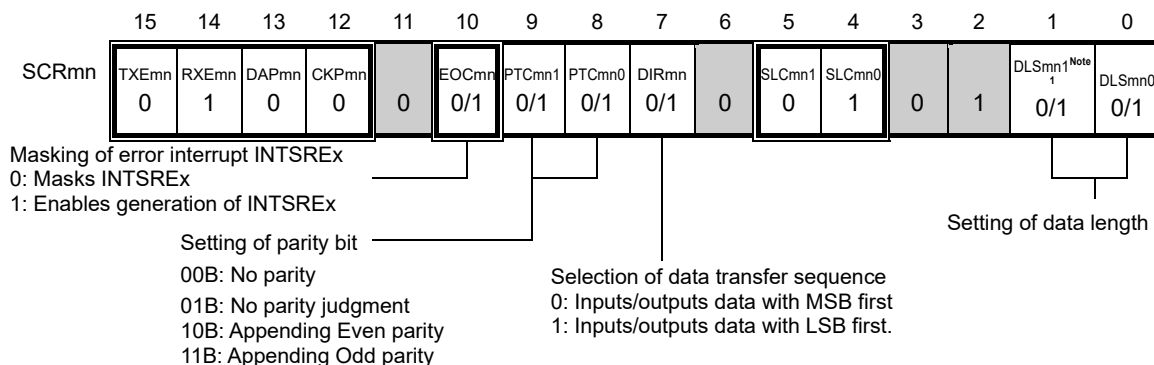 15 14 13 12 11 10 9 8 7 6 5 4 3 2 1 0
SCRmn TXEmn RXEmn DAPmn CKPmn EOCmn PTCmn1 PTCmn0 DIRmn SLCmn1 SLCmn0 DLSmn1 Note 1 DLSmn0
0 1 0 0 0 0/1 0/1 0/1 0/1 0 0 1 0 1 0/1 0/1
Masking of error interrupt INTSREx
0: Masks INTSREx
1: Enables generation of INTSREx
Setting of parity bit
00B: No parity
01B: No parity judgment
10B: Appending Even parity
11B: Appending Odd parity
Selection of data transfer sequence
0: Inputs/outputs data with MSB first
1: Inputs/outputs data with LSB first.
Setting of data length